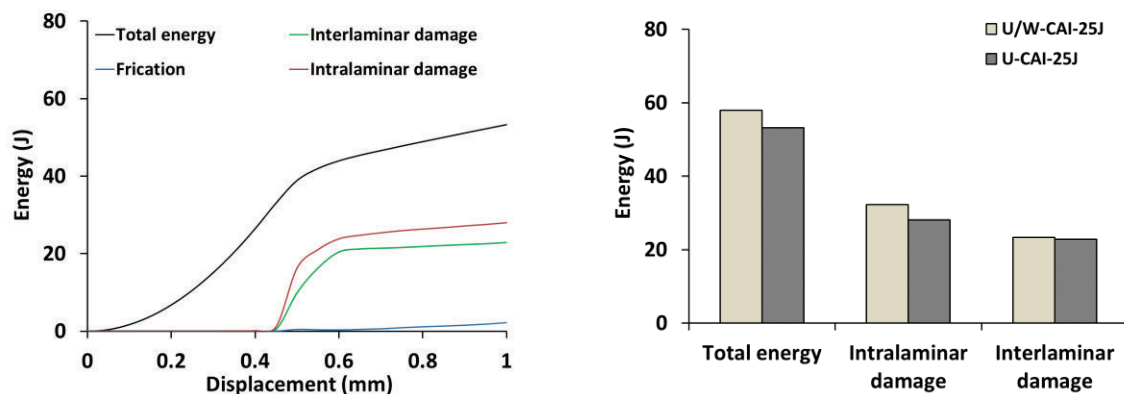 80
60
40
20
0
Energy (J)
Total energy
Interlaminar damage
Frication
Intralaminar damage
0
0.2
0.4
0.6
0.8
1
Displacement (mm)
80
60
40
20
0
Energy (J)
U/W-CAI-25J
U-CAI-25J
Total energy
Intralaminar
damage
Interlaminar
damage